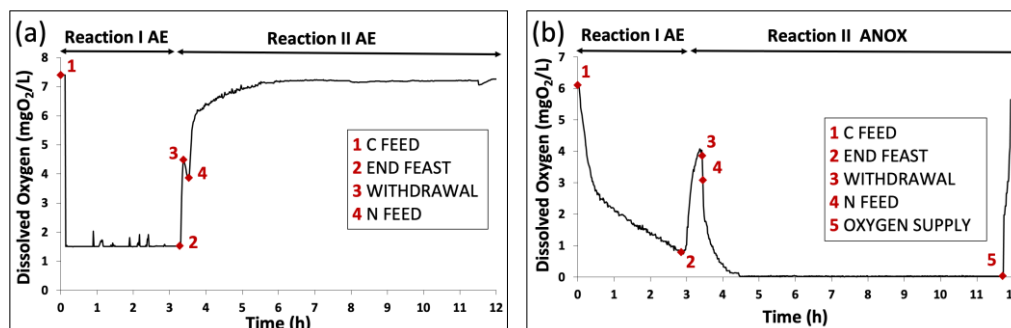 (a)
Reaction I AE
Reaction II AE
8
7
6
5
4
3
2
1
0
Dissolved Oxygen (mgO₂/L)
1
2
3
4
1 C FEED
2 END FEAST
3 WITHDRAWAL
4 N FEED
0 1 2 3 4 5 6 7 8 9 10 11 12
Time (h)
(b)
Reaction I AE
Reaction II ANOX
7
6
5
4
3
2
1
0
Dissolved Oxygen (mgO₂/L)
1
2
3
4
5
1 C FEED
2 END FEAST
3 WITHDRAWAL
4 N FEED
5 OXYGEN SUPPLY
0 1 2 3 4 5 6 7 8 9 10 11
Time (h)